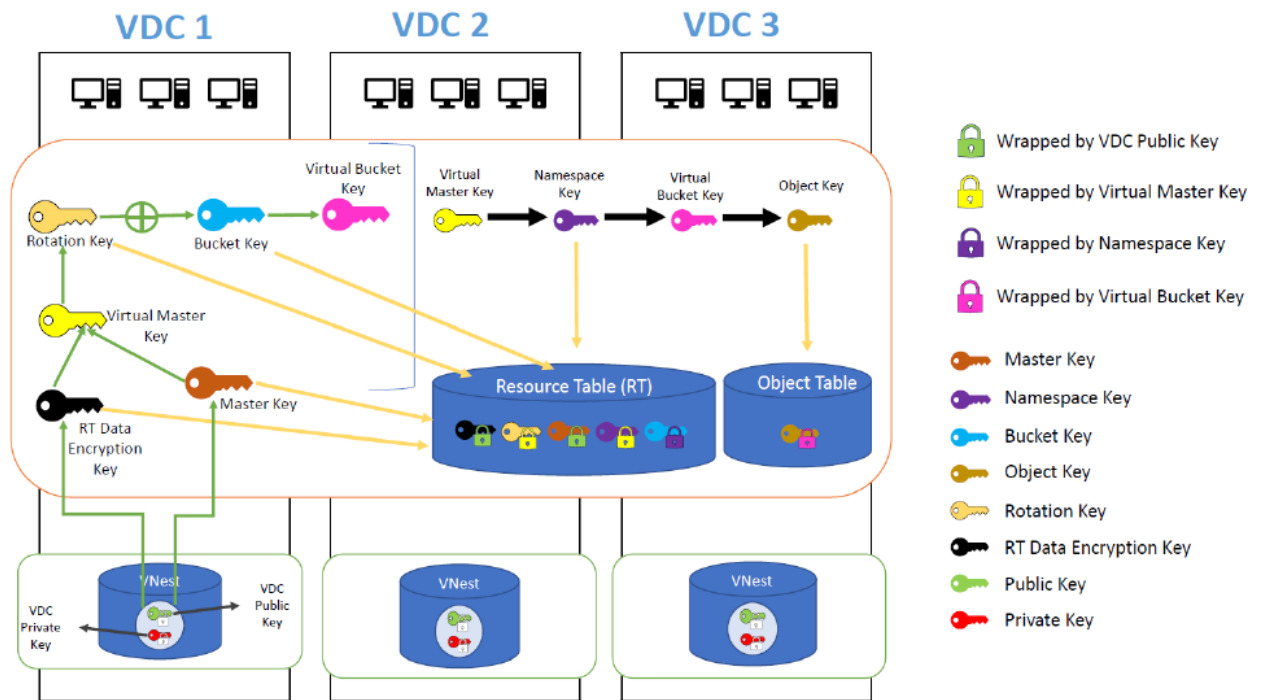 VDC 1
VDC 2
VDC 3
Virtual Bucket
Key
Rotation Key
Bucket Key
Virtual Master
Key
Master Key
RT Data
Encryption
Key
Virtual
Master Key
Namespace
Key
Virtual
Bucket Key
Object Key
Resource Table (RT)
Object Table
VNest
VDC
Private
Key
VDC
Public
Key
VNest
VNest
Wrapped by VDC Public Key
Wrapped by Virtual Master Key
Wrapped by Namespace Key
Wrapped by Virtual Bucket Key
Master Key
Namespace Key
Bucket Key
Object Key
Rotation Key
RT Data Encryption Key
Public Key
Private Key